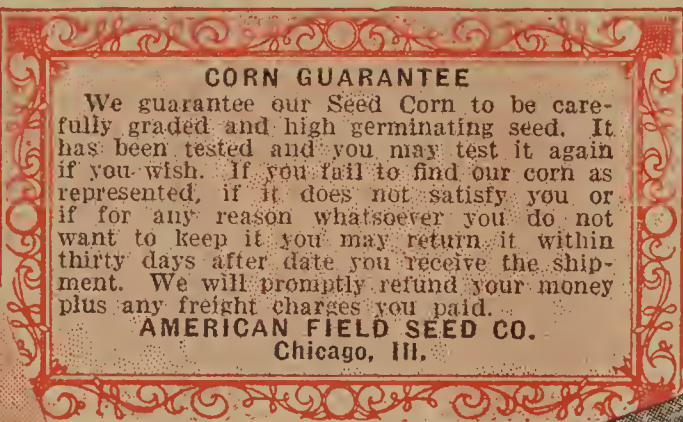 CORN GUARANTEE
We guarantee our Seed Corn to be care-
fully graded and high germinating seed. It
has been tested and you may test it again
if you wish. If you fail to find our corn as
represented, if it does not satisfy you or
if for any reason whatsoever you do not
want to keep it you may return it within
thirty days after date you receive the ship-
ment. We will promptly refund your money
plus any freight charges you paid.
AMERICAN FIELD SEED CO.
Chicago, Ill.